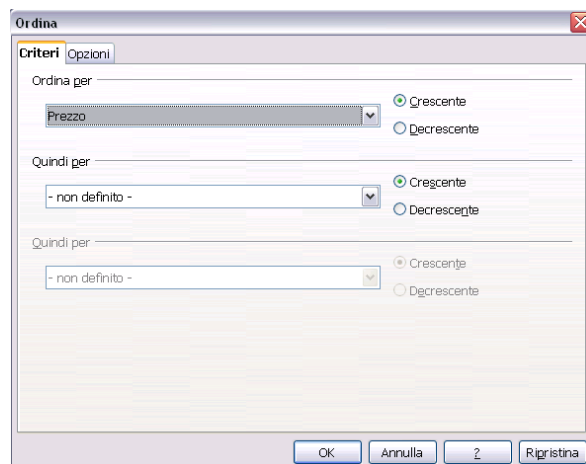 Ordina
Criteri Opzioni
Ordina per
Prezzo
Crescente
Decrescente
Quindi per
- non definito -
Crescente
Decrescente
Quindi per
- non definito -
Crescente
Decrescente
OK Annulla ? Ripristina